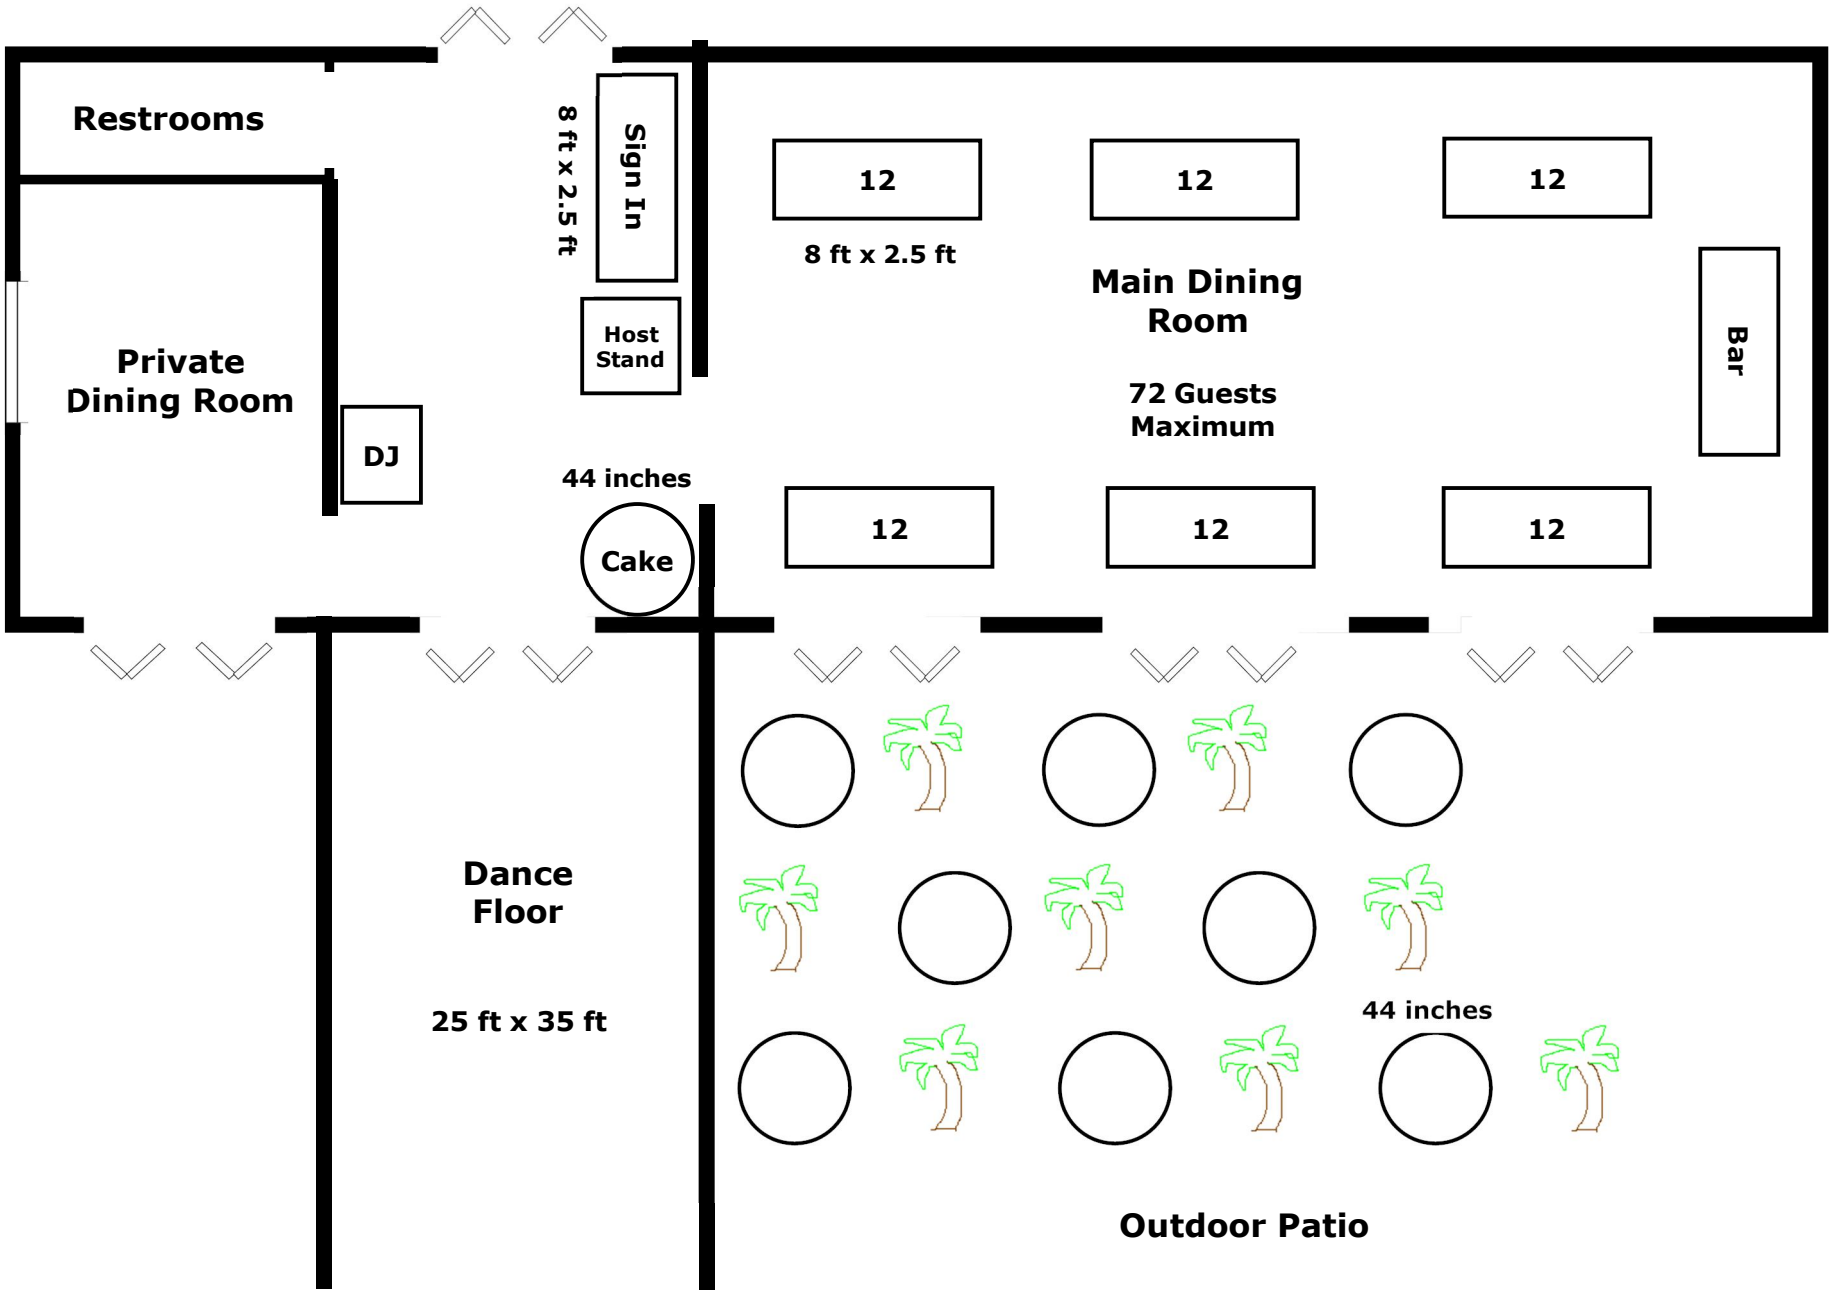 Restrooms
8 ft x 2.5 ft
Sign In
12
12
12
8 ft x 2.5 ft
Main Dining
Room
Host
Stand
Bar
Private
Dining Room
72 Guests
Maximum
DJ
44 inches
Cake
12
12
12
Dance
Floor
25 ft x 35 ft
44 inches
Outdoor Patio